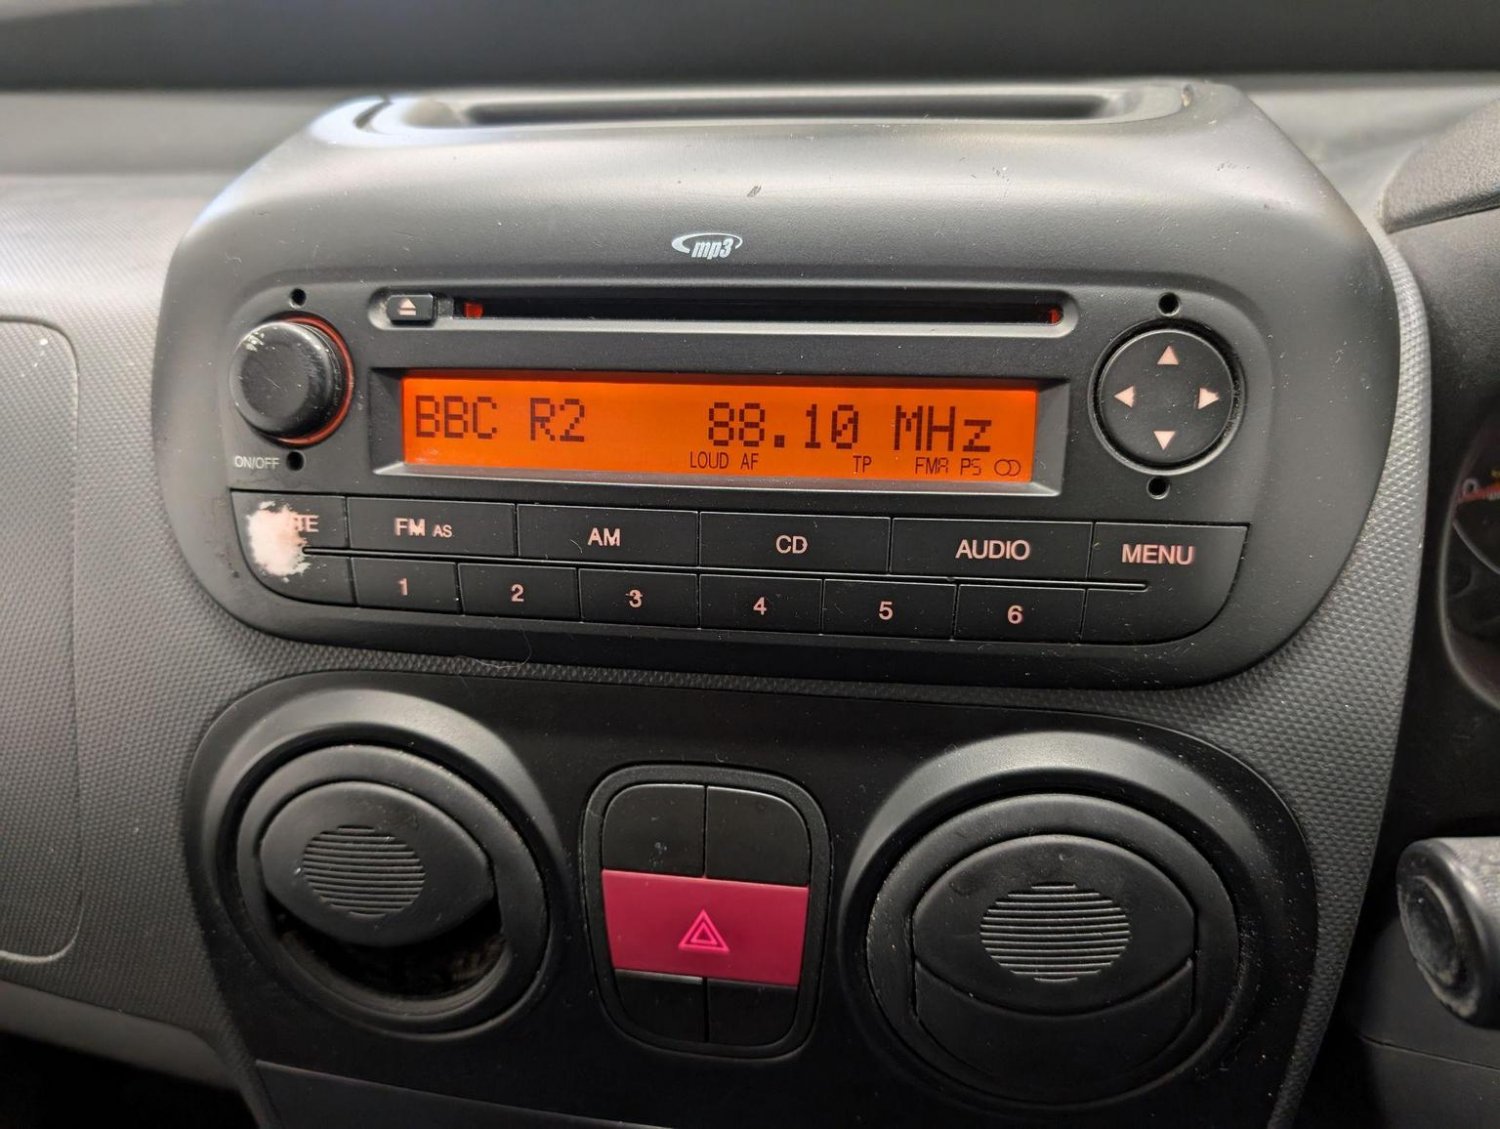 mp3
BBC R2 88.10 MHz
LOUD AF TP FMA PS
ON/OFF
FM AS AM CD AUDIO MENU
1 2 3 4 5 6